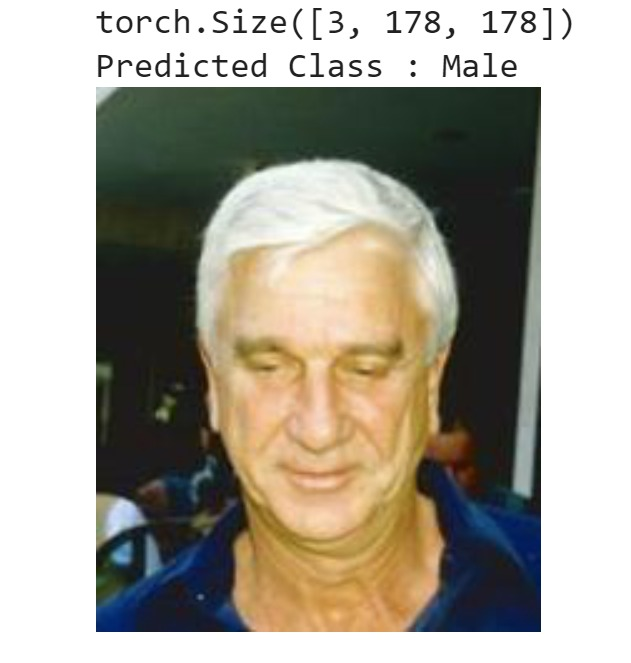 torch.Size([3, 178, 178])
Predicted Class : Male